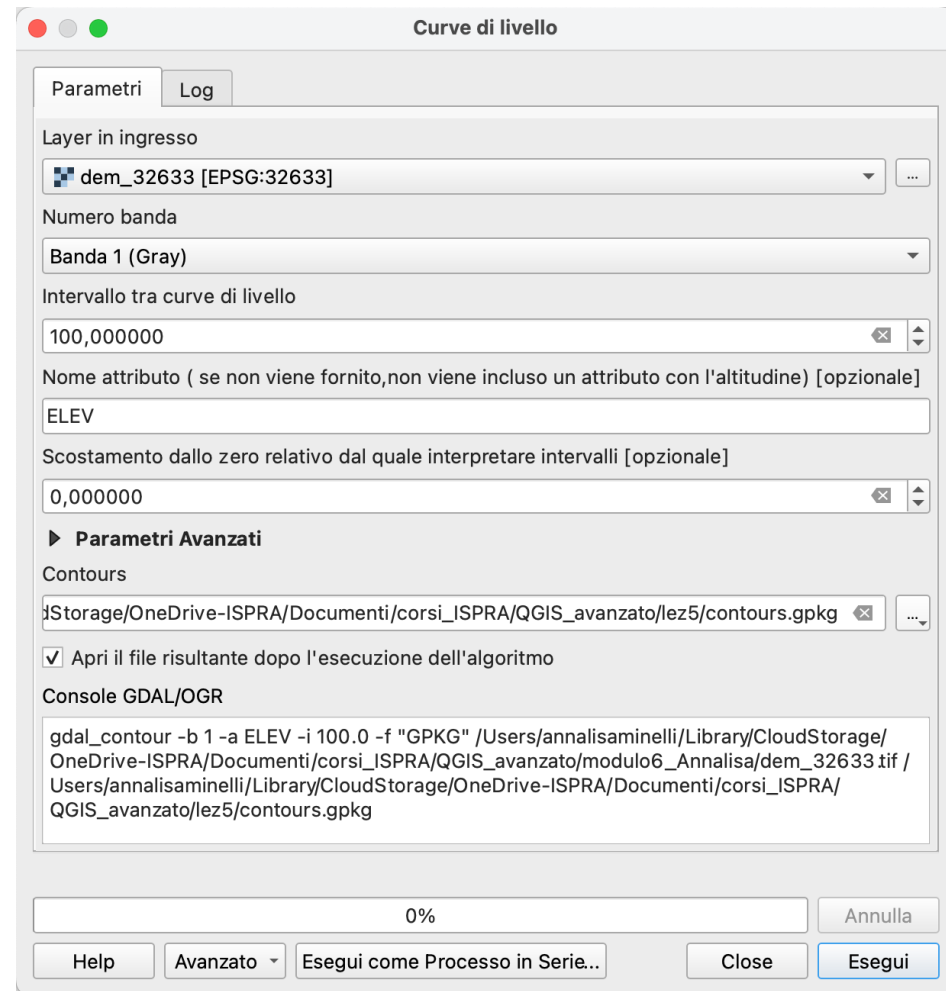 Curve di livello
Parametri
Log
Layer in ingresso
dem_32633 [EPSG:32633]
...
Numero banda
Banda 1 (Gray)
Intervallo tra curve di livello
100,000000
Nome attributo ( se non viene fornito,non viene incluso un attributo con l'altitudine) [opzionale]
ELEV
Scostamento dallo zero relativo dal quale interpretare intervalli [opzionale]
0,000000
Parametri Avanzati
Contours
dStorage/OneDrive-ISPRA/Documenti/corsi_ISPRA/QGIS_avanzato/lez5/contours.gpkg
...
Apri il file risultante dopo l'esecuzione dell'algoritmo
Console GDAL/OGR
gdal_contour -b 1 -a ELEV -i 100.0 -f "GPKG" /Users/annalisaminelli/Library/CloudStorage/
OneDrive-ISPRA/Documenti/corsi_ISPRA/QGIS_avanzato/modulo6_Annalisa/dem_32633.tif /
Users/annalisaminelli/Library/CloudStorage/OneDrive-ISPRA/Documenti/corsi_ISPRA/
QGIS_avanzato/lez5/contours.gpkg
0%
Annulla
Help
Avanzato
Esegui come Processo in Serie...
Close
Esegui